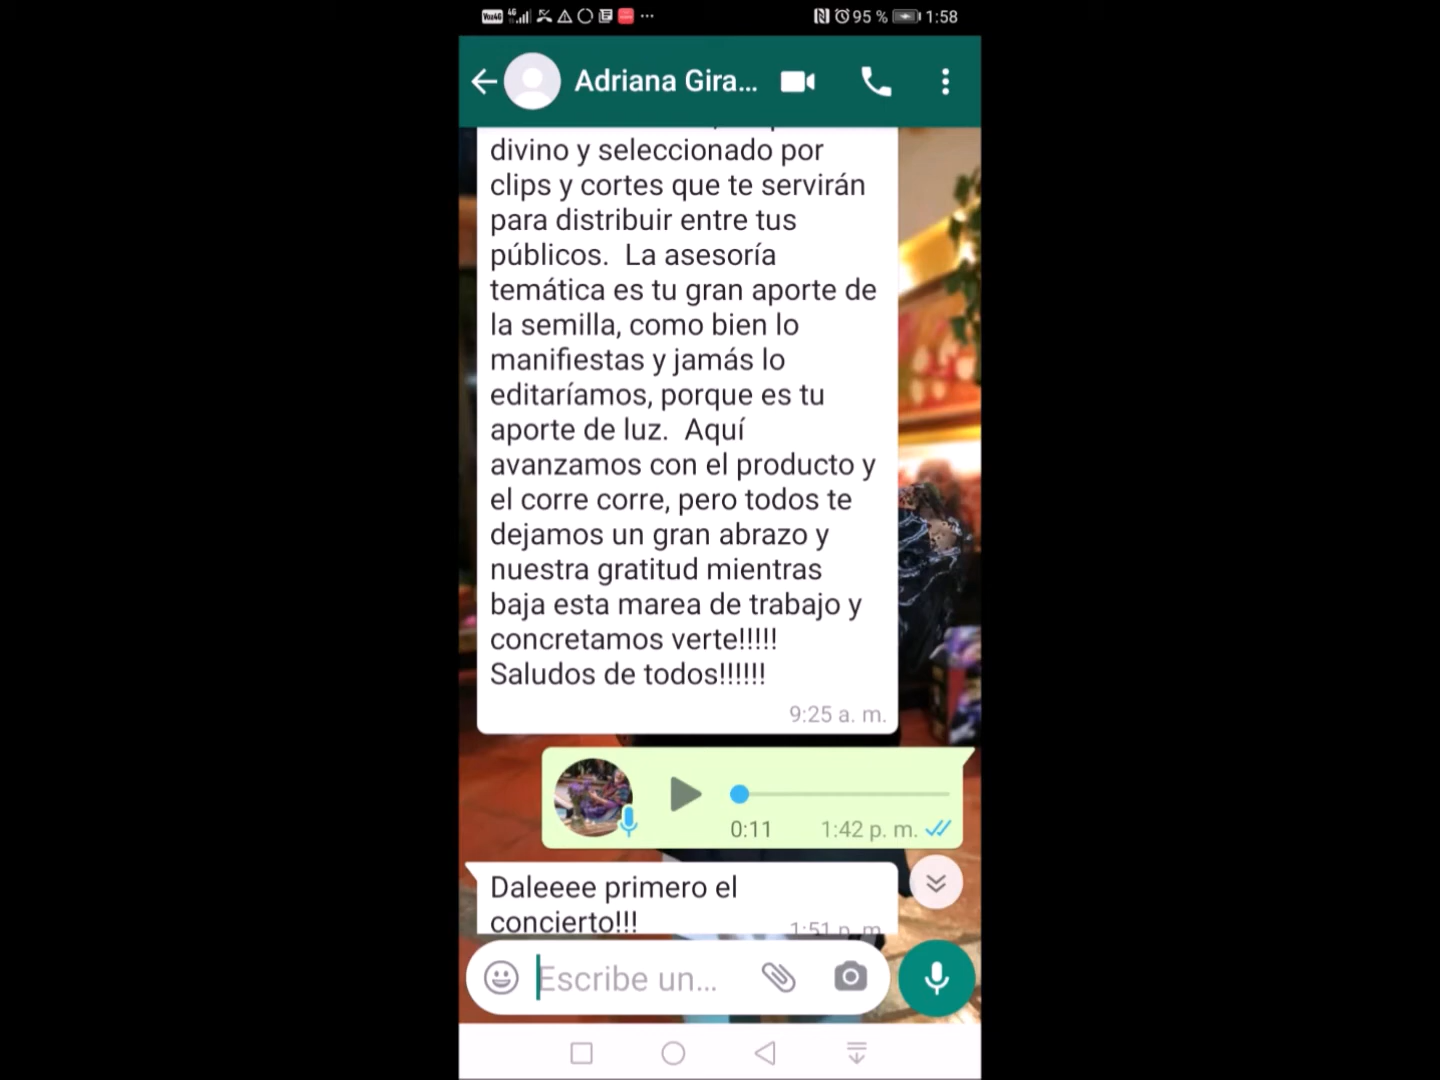 Voz4G 4G 95 % 1:58
Adriana Gira...
divino y seleccionado por
clips y cortes que te servirán
para distribuir entre tus
públicos. La asesoría
temática es tu gran aporte de
la semilla, como bien lo
manifiestas y jamás lo
editaríamos, porque es tu
aporte de luz. Aquí
avanzamos con el producto y
el corre corre, pero todos te
dejamos un gran abrazo y
nuestra gratitud mientras
baja esta marea de trabajo y
concretamos verte!!!!!
Saludos de todos!!!!!!
9:25 a. m.
0:11 1:42 p. m.
Daleeee primero el
concierto!!!
1:51 p. m.
Escribe un...